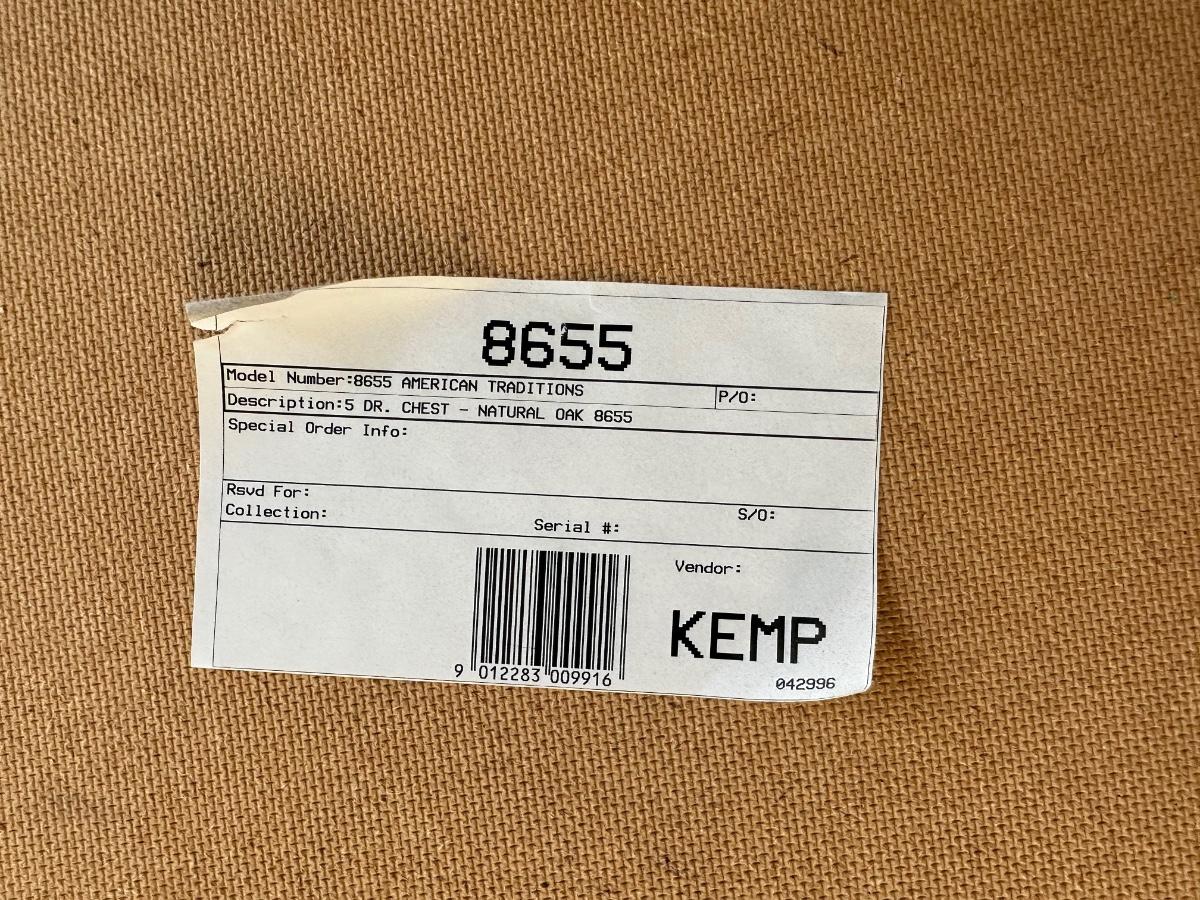 8655
Model Number:8655 AMERICAN TRADITIONS P/O:
Description:5 DR. CHEST - NATURAL OAK 8655
Special Order Info:
Rsvd For: S/O:
Collection: Serial #:
Vendor:
KEMP
9 012283 009916
042996